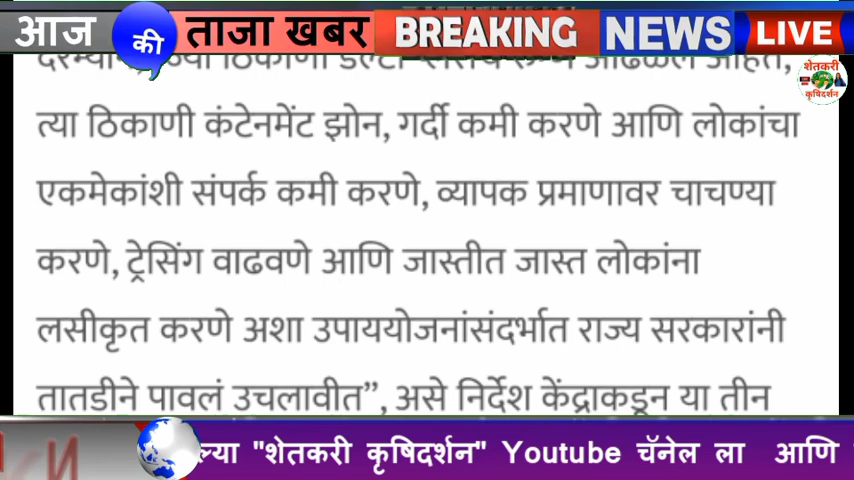 आज की ताजा खबर BREAKING NEWS LIVE
शेतकरी
कृषिदर्शन
त्या ठिकाणी कंटेनमेंट झोन, गर्दी कमी करणे आणि लोकांचा
एकमेकांशी संपर्क कमी करणे, व्यापक प्रमाणावर चाचण्या
करणे, ट्रेसिंग वाढवणे आणि जास्तीत जास्त लोकांना
लसीकृत करणे अशा उपाययोजनांसंदर्भात राज्य सरकारांनी
तातडीने पावलं उचलावीत”, असे निर्देश केंद्राकडून या तीन
ल्या "शेतकरी कृषिदर्शन" Youtube चॅनेल ला आणि